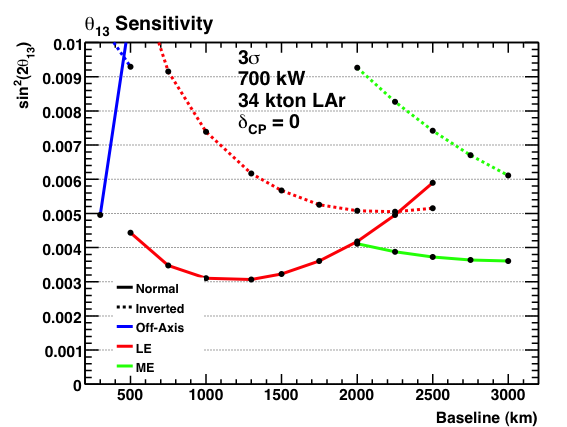 θ13 Sensitivity
sin²(2θ13)
0.01
0.009
0.008
0.007
0.006
0.005
0.004
0.003
0.002
0.001
0
3σ
700 kW
34 kton LAr
δCP = 0
Normal
Inverted
Off-Axis
LE
ME
500 1000 1500 2000 2500 3000
Baseline (km)